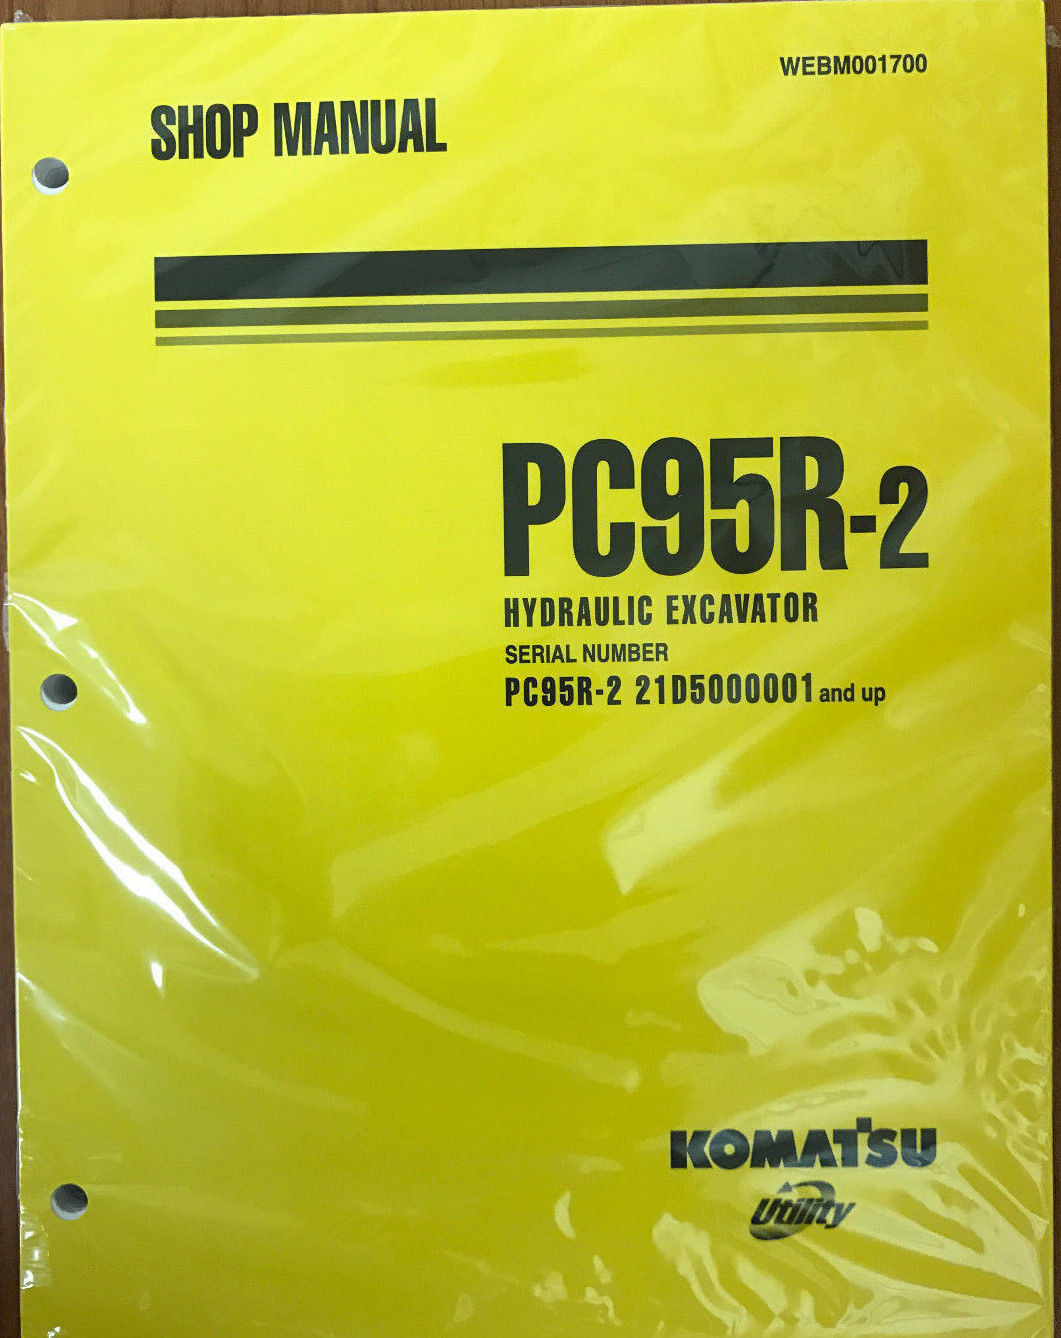 WEBM001700
SHOP MANUAL
PC95R-2
HYDRAULIC EXCAVATOR
SERIAL NUMBER
PC95R-2 21D5000001 and up
KOMATSU
Utility